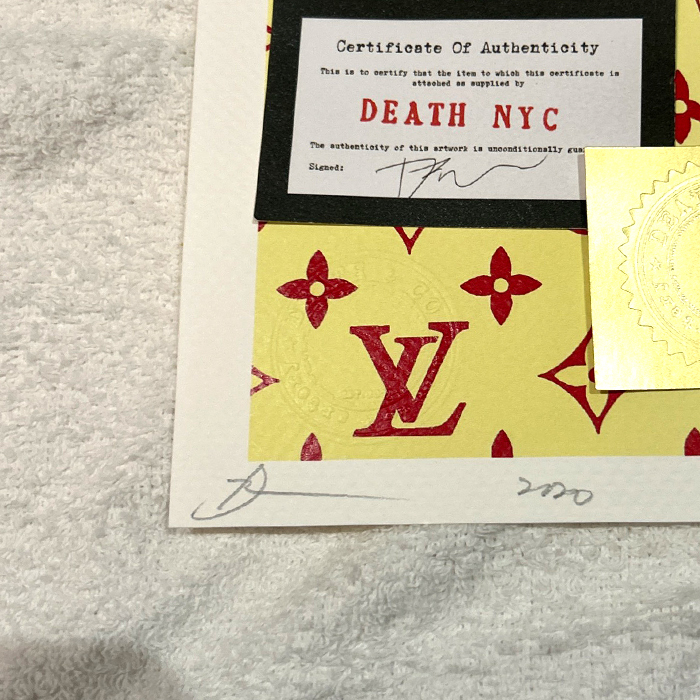 Certificate Of Authenticity
This is to certify that the item to which this certificate is
attached as supplied by
DEATH NYC
The authenticity of this artwork is unconditionally
Signed:
LV
2020